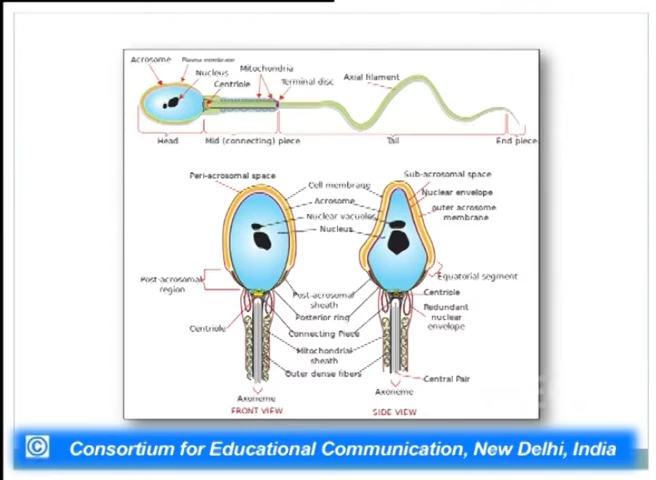 Acrosome
Plasma membrane
Nucleus
Mitochondria
Centriole
Terminal disc
Axial filament
Head
Mid (connecting) piece
Tail
End piece
Peri-acrosomal space
Sub-acrosomal space
Cell membrane
Nuclear envelope
Acrosome
outer acrosome
membrane
Nuclear vacuoles
Nucleus
Post-acrosomal
region
Equatorial segment
Post-acrosomal
sheath
Centriole
Posterior ring
Redundant
nuclear
envelope
Centriole
Connecting Piece
Mitochondrial
sheath
Outer dense fibers
Central Pair
Axoneme
Axoneme
FRONT VIEW
SIDE VIEW
© Consortium for Educational Communication, New Delhi, India